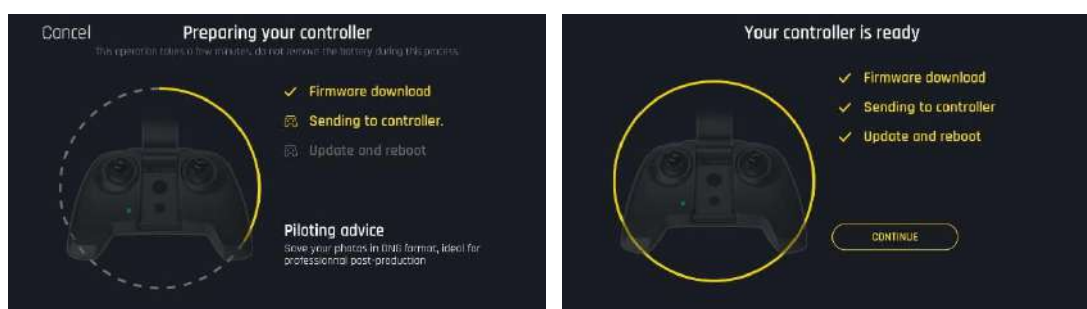 Cancel
Preparing your controller
This operation takes a few minutes, do not remove the battery during this process.
Firmware download
Sending to controller.
Update and reboot
Piloting advice
Save your photos in DNG format, ideal for
professionnal post-production
Your controller is ready
Firmware download
Sending to controller
Update and reboot
CONTINUE